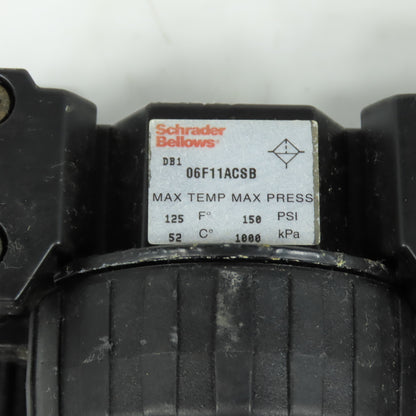 Schrader
Bellows®
DB1
06F11ACSB
MAX TEMP MAX PRESS
125 F° 150 PSI
52 C° 1000 kPa